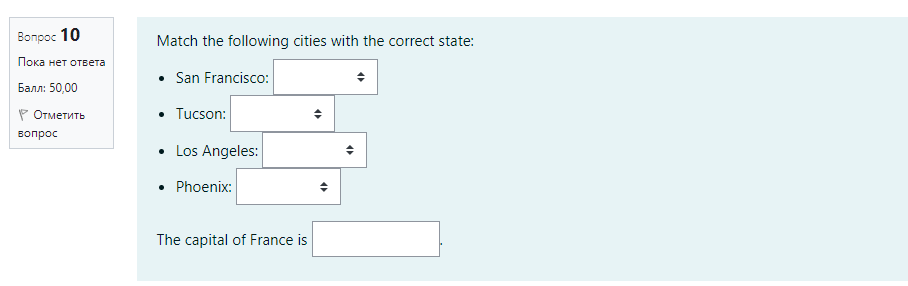 Вопрос 10
Пока нет ответа
Балл: 50,00
Отметить
вопрос
Match the following cities with the correct state:
• San Francisco:
• Tucson:
• Los Angeles:
• Phoenix:
The capital of France is .